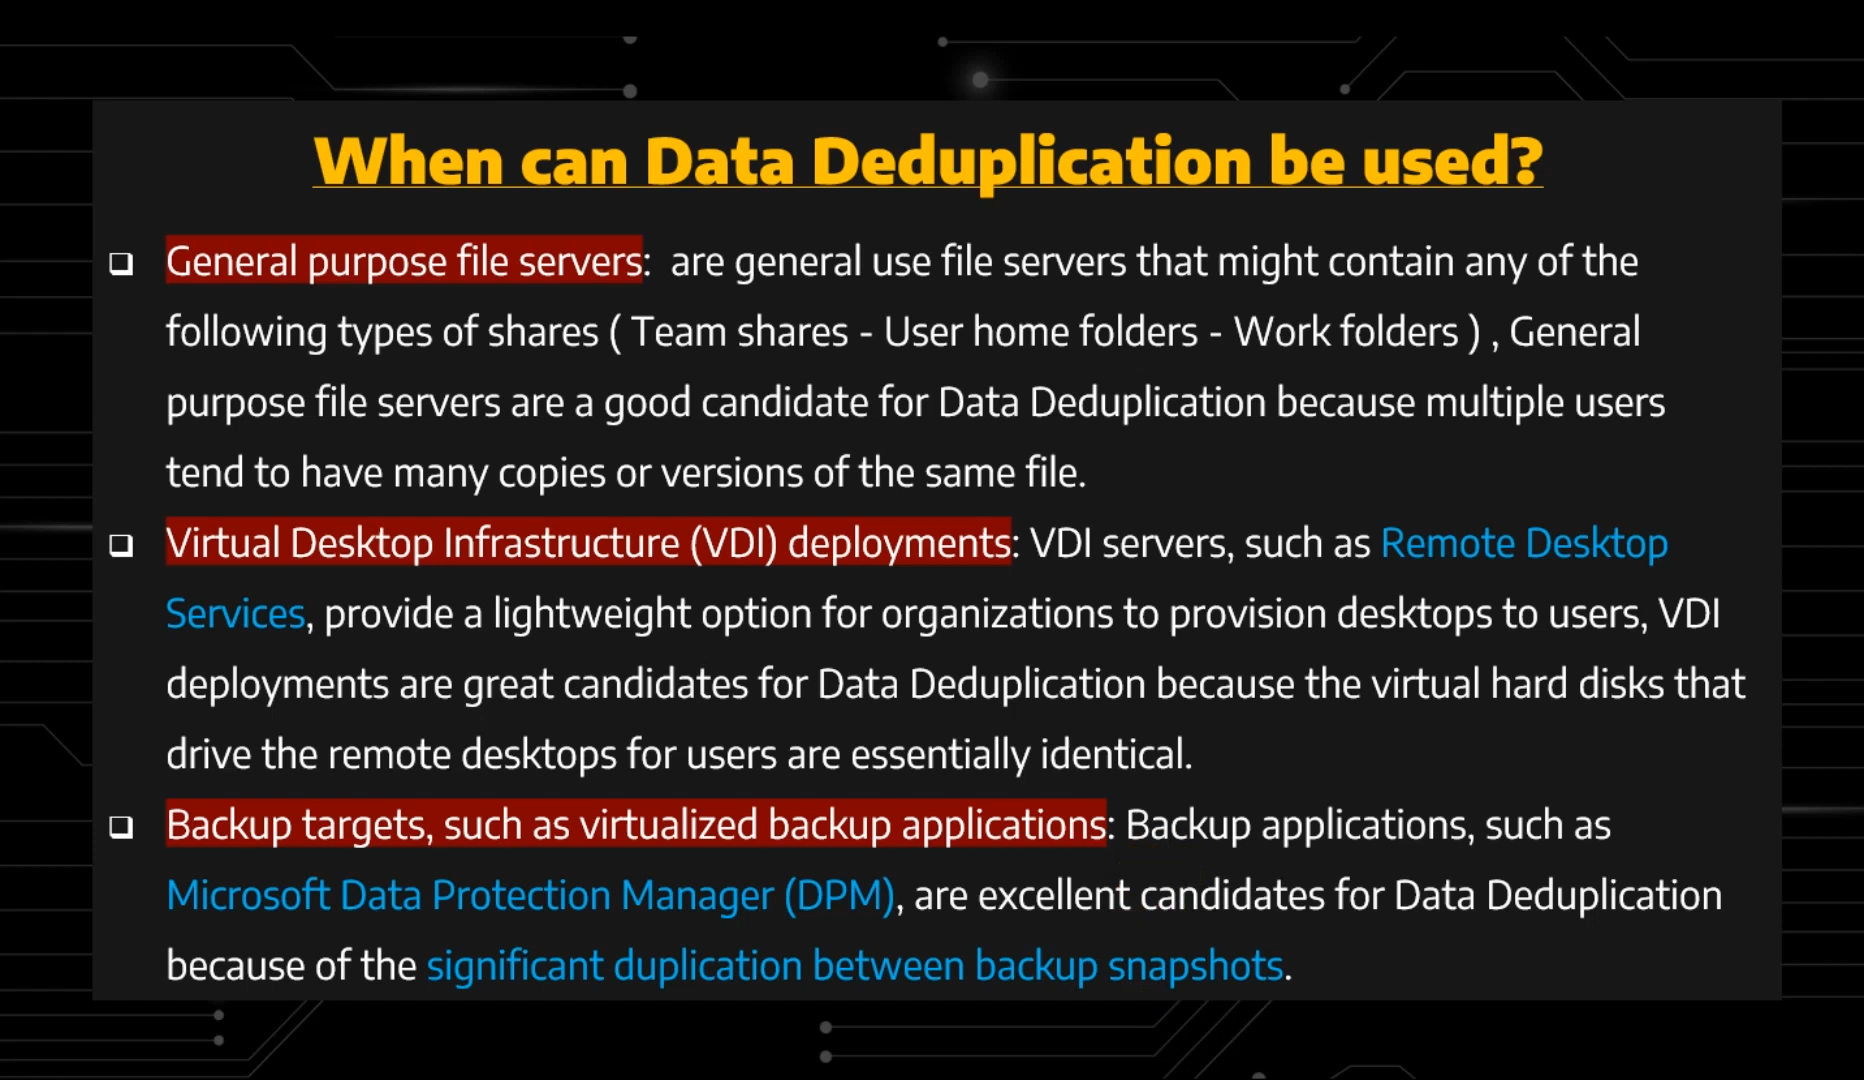 When can Data Deduplication be used?
❑ General purpose file servers:  are general use file servers that might contain any of the
following types of shares ( Team shares - User home folders - Work folders ) , General
purpose file servers are a good candidate for Data Deduplication because multiple users
tend to have many copies or versions of the same file.
❑ Virtual Desktop Infrastructure (VDI) deployments: VDI servers, such as Remote Desktop
Services, provide a lightweight option for organizations to provision desktops to users, VDI
deployments are great candidates for Data Deduplication because the virtual hard disks that
drive the remote desktops for users are essentially identical.
❑ Backup targets, such as virtualized backup applications: Backup applications, such as
Microsoft Data Protection Manager (DPM), are excellent candidates for Data Deduplication
because of the significant duplication between backup snapshots.